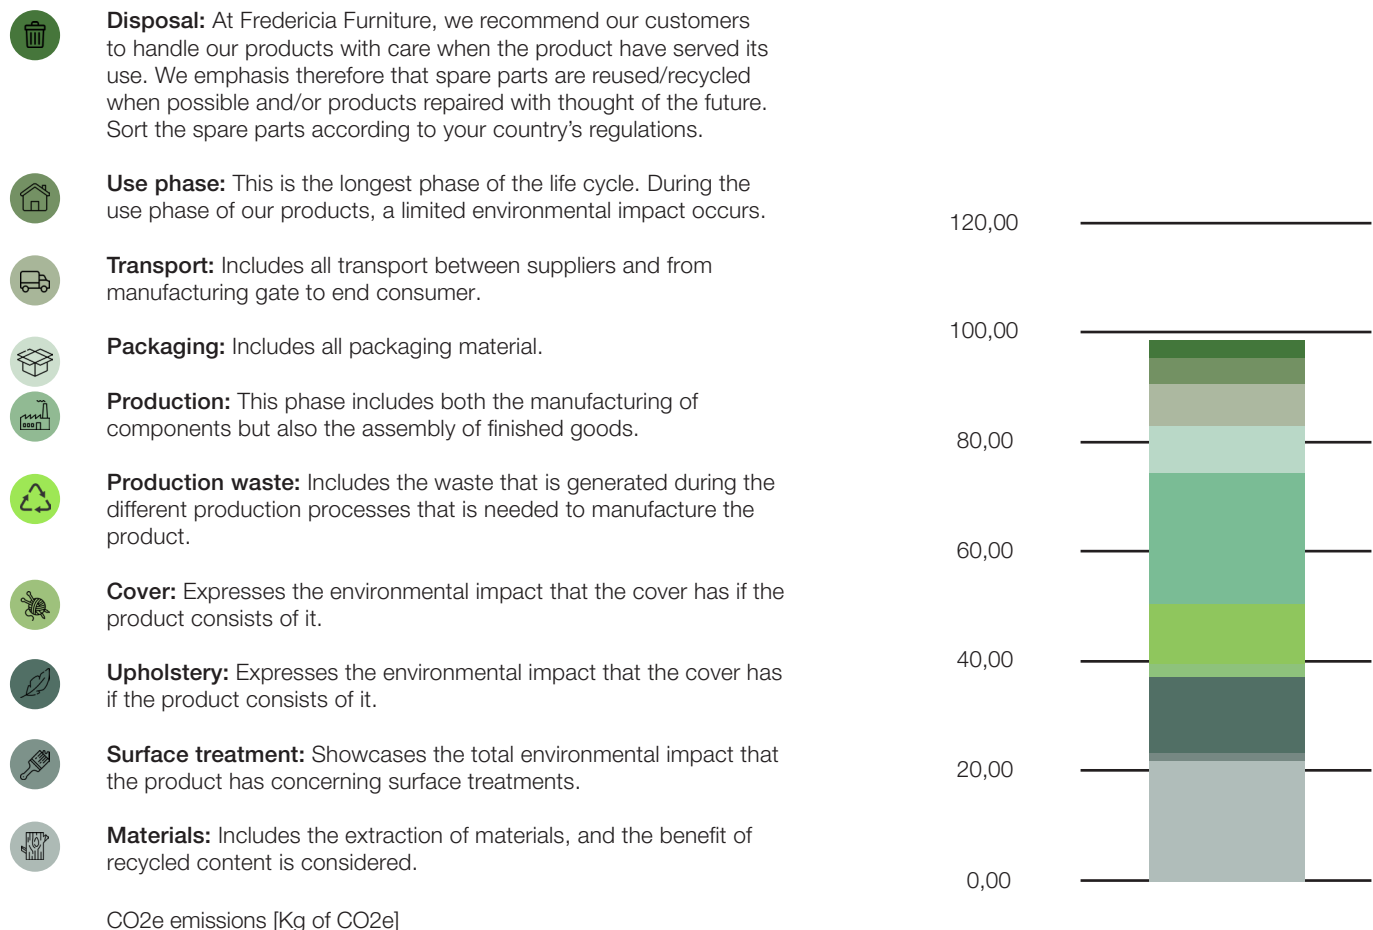 Disposal: At Fredericia Furniture, we recommend our customers
to handle our products with care when the product have served its
use. We emphasis therefore that spare parts are reused/recycled
when possible and/or products repaired with thought of the future.
Sort the spare parts according to your country’s regulations.
Use phase: This is the longest phase of the life cycle. During the
use phase of our products, a limited environmental impact occurs.
Transport: Includes all transport between suppliers and from
manufacturing gate to end consumer.
Packaging: Includes all packaging material.
Production: This phase includes both the manufacturing of
components but also the assembly of finished goods.
Production waste: Includes the waste that is generated during the
different production processes that is needed to manufacture the
product.
Cover: Expresses the environmental impact that the cover has if the
product consists of it.
Upholstery: Expresses the environmental impact that the cover has
if the product consists of it.
Surface treatment: Showcases the total environmental impact that
the product has concerning surface treatments.
Materials: Includes the extraction of materials, and the benefit of
recycled content is considered.
CO2e emissions [Kg of CO2e]
120,00
100,00
80,00
60,00
40,00
20,00
0,00